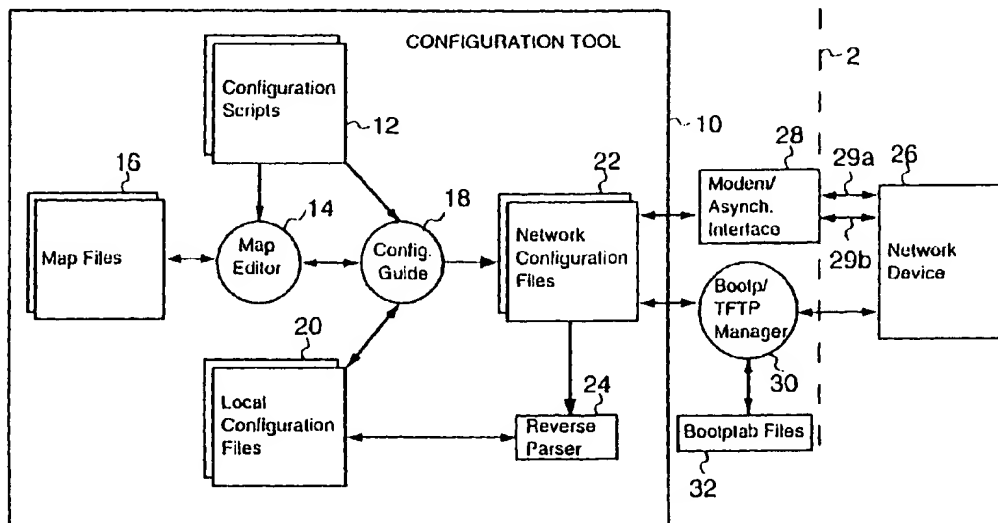 CONFIGURATION TOOL
2
Configuration
Scripts
12
10
28
29a
26
16
22
Modem/
Asynch.
Interface
14
18
Map Files
Map
Editor
Config.
Guide
Network
Configuration
Files
29b
Network
Device
Bootp/
TFTP
Manager
20
24
30
Local
Configuration
Files
Reverse
Parser
Bootptab Files
32